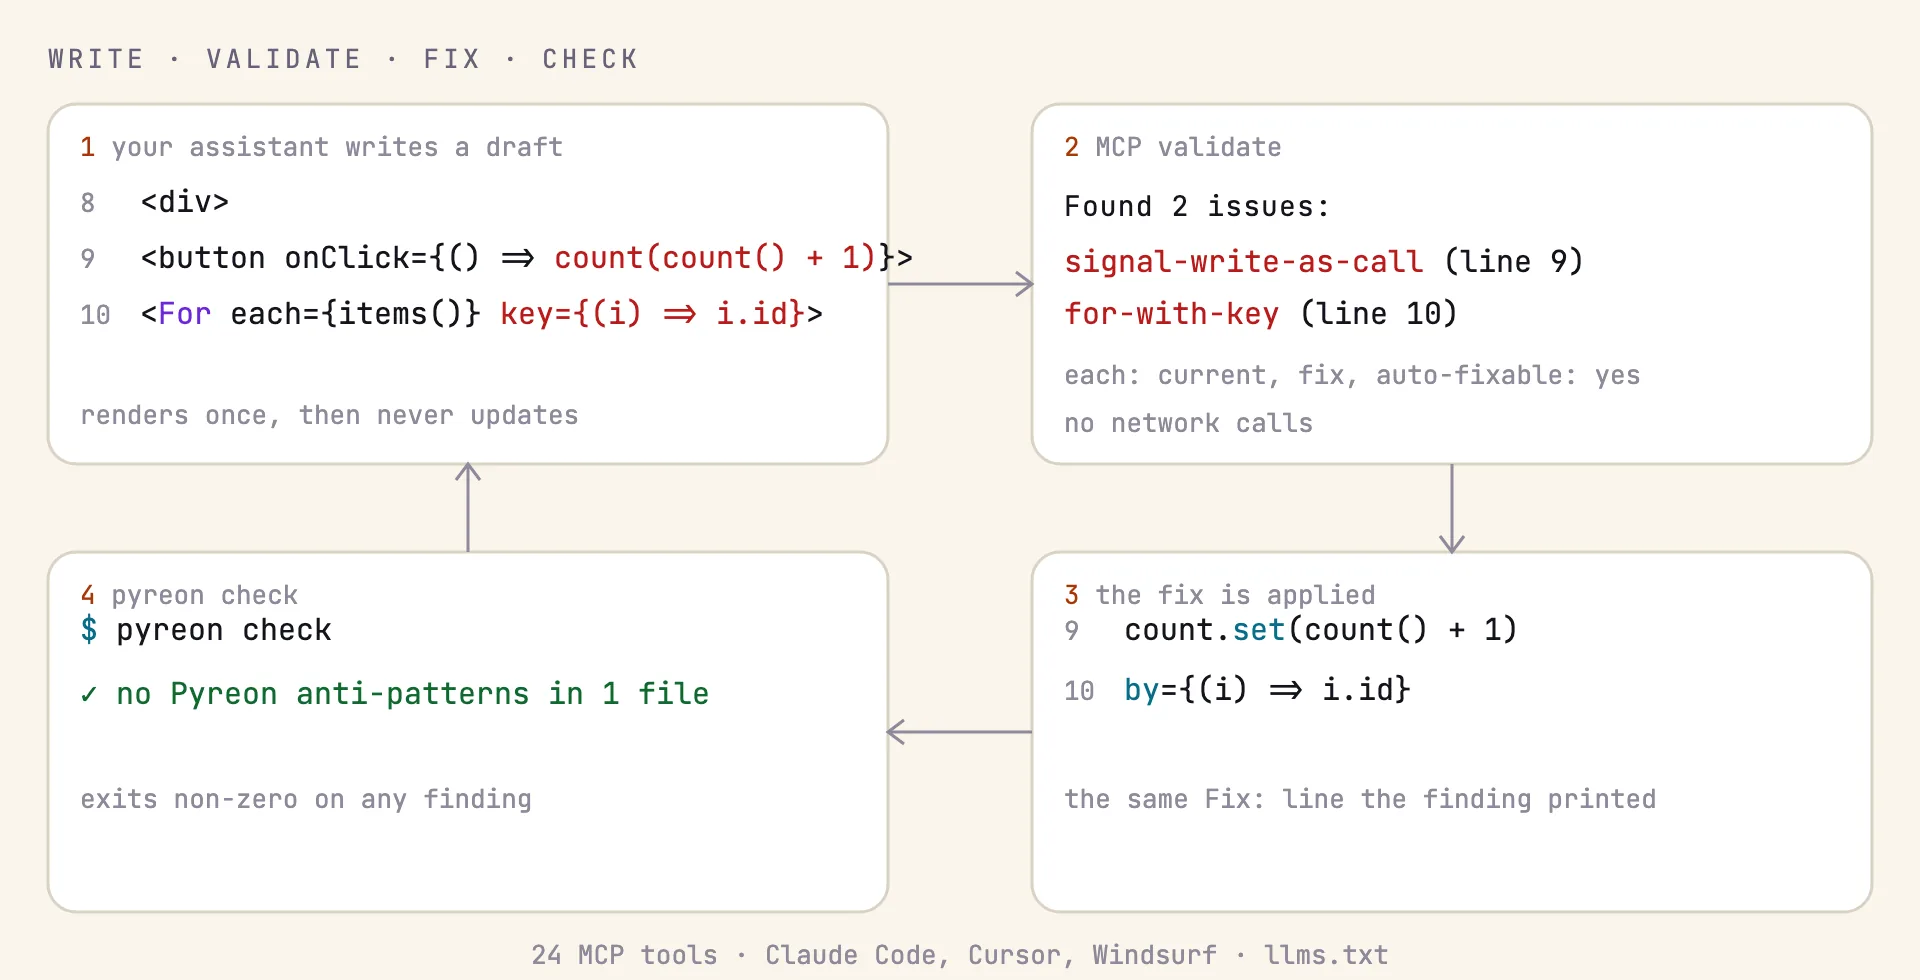 WRITE · VALIDATE · FIX · CHECK
1 your assistant writes a draft
8 <div>
9 <button onClick={() => count(count() + 1)}>
10 <For each={items()} key={(i) => i.id}>
renders once, then never updates
2 MCP validate
Found 2 issues:
signal-write-as-call (line 9)
for-with-key (line 10)
each: current, fix, auto-fixable: yes
no network calls
3 the fix is applied
9 count.set(count() + 1)
10 by={(i) => i.id}
the same Fix: line the finding printed
4 pyreon check
$ pyreon check
✓ no Pyreon anti-patterns in 1 file
exits non-zero on any finding
24 MCP tools · Claude Code, Cursor, Windsurf · llms.txt